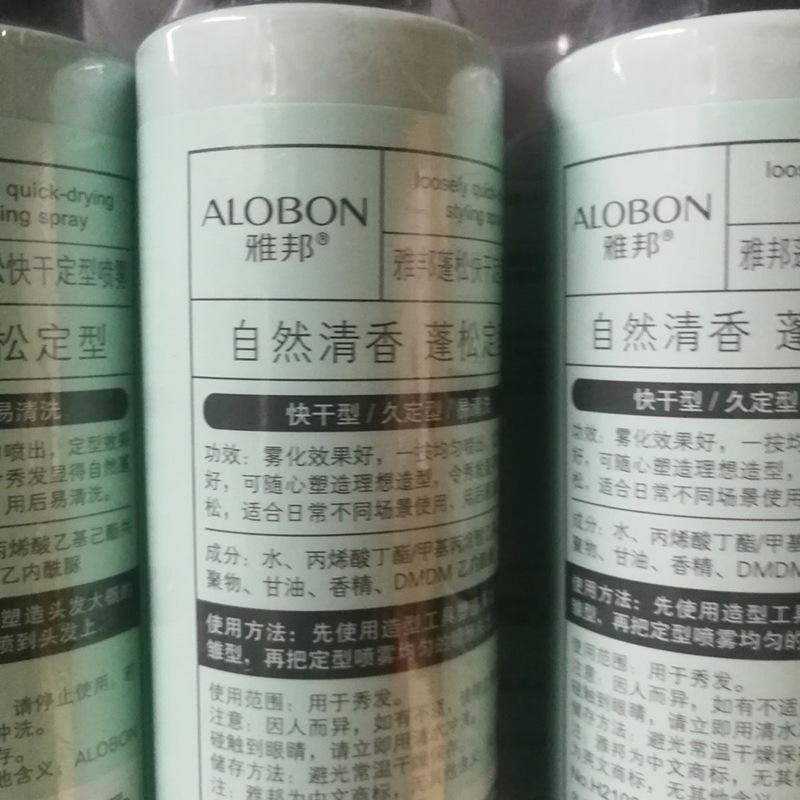 quick-drying
ing spray
松快干定型喷雾
松定型
易清洗
喷出，定型效果
秀发显得自然蓬
用后易清洗。
丙烯酸乙基己酯共
乙内酰脲
塑造头发大概的
喷到头发上。
请停止使用，若
冲洗。
存。
他含义；ALOBON
ALOBON
雅邦®
loosely quick
styling sp
雅邦蓬松快干定
自然清香 蓬松定
快干型/久定型/易清洗
功效：雾化效果好，一按均匀喷出，
好，可随心塑造理想造型，令秀发显得
松，适合日常不同场景使用，用后易
成分：水、丙烯酸丁酯/甲基丙烯酸乙
聚物、甘油、香精、DMDM 乙内酰
使用方法：先使用造型工具塑造
雏型，再把定型喷雾均匀的喷
使用范围：用于秀发。
注意：因人而异，如有不适，请停
碰触到眼睛，请立即用清水冲洗。
储存方法：避光常温干燥保存。
注：雅邦为中文商标，无其他含义
ALOBON
雅邦®
loos
雅邦蓬
自然清香 蓬
快干型/久定型
功效：雾化效果好，一按均
好，可随心塑造理想造型，
松，适合日常不同场景使用
成分：水、丙烯酸丁酯/甲基
聚物、甘油、香精、DMDM
使用方法：先使用造型工具
雏型，再把定型喷雾均匀的
使用范围：用于秀发。
注意：因人而异，如有不适
碰触到眼睛，请立即用清水
储存方法：避光常温干燥保
注：雅邦为中文商标，无其
为英文商标，无其他含
No.H210